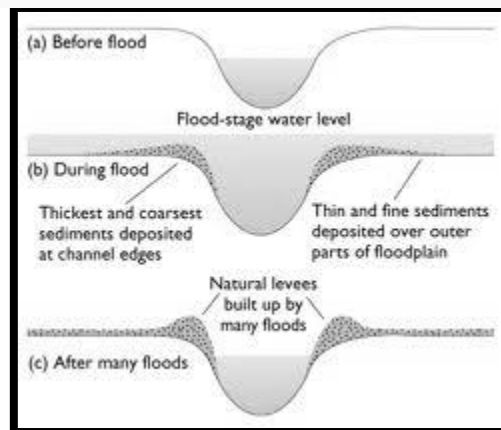 (a) Before flood
Flood-stage water level
(b) During flood
Thickest and coarsest
sediments deposited
at channel edges
Thin and fine sediments
deposited over outer
parts of floodplain
Natural levees
built up by
many floods
(c) After many floods